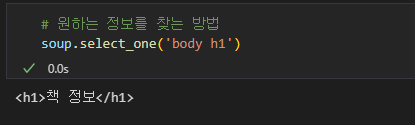 # 원하는 정보를 찾는 방법
soup.select_one('body h1')
0.0s
<h1>책 정보</h1>